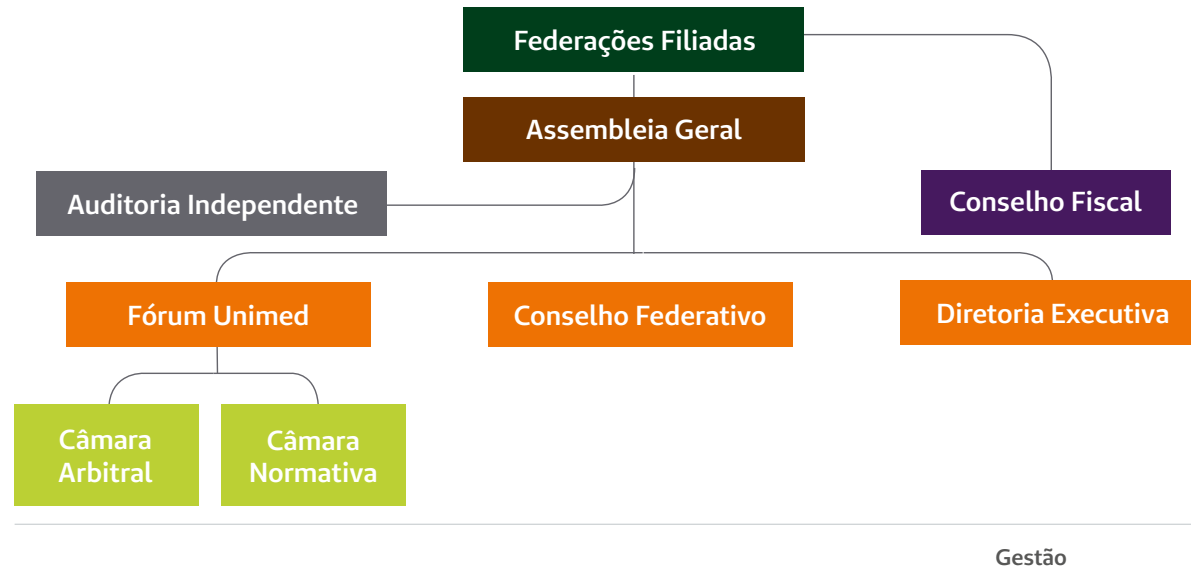 Federações Filiadas
Assembleia Geral
Auditoria Independente
Conselho Fiscal
Fórum Unimed
Conselho Federativo
Diretoria Executiva
Câmara
Arbitral
Câmara
Normativa
Gestão